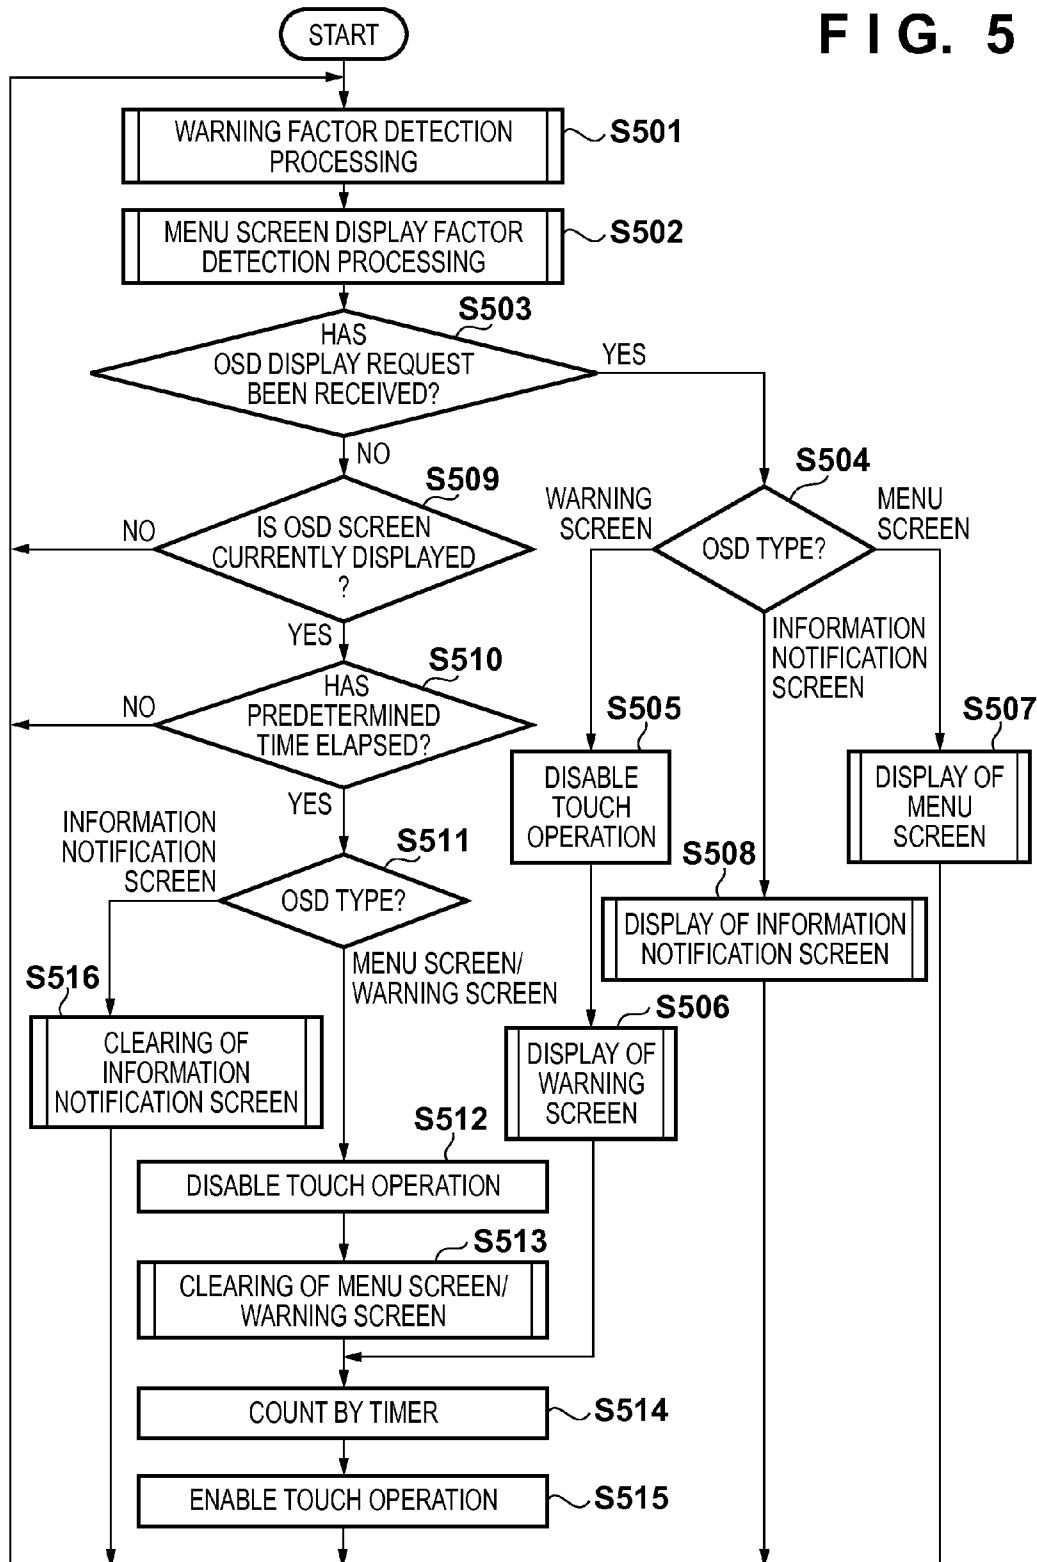 FIG. 5
START
WARNING FACTOR DETECTION
PROCESSING
S501
MENU SCREEN DISPLAY FACTOR
DETECTION PROCESSING
S502
S503
HAS
OSD DISPLAY REQUEST
BEEN RECEIVED?
YES
NO
S509
IS OSD SCREEN
CURRENTLY DISPLAYED
?
NO
YES
S504
OSD TYPE?
WARNING
SCREEN
MENU
SCREEN
INFORMATION
NOTIFICATION
SCREEN
S510
HAS
PREDETERMINED
TIME ELAPSED?
NO
YES
S505
DISABLE
TOUCH
OPERATION
S507
DISPLAY OF
MENU
SCREEN
INFORMATION
NOTIFICATION
SCREEN
S511
OSD TYPE?
MENU SCREEN/
WARNING SCREEN
S508
DISPLAY OF INFORMATION
NOTIFICATION SCREEN
S516
CLEARING OF
INFORMATION
NOTIFICATION SCREEN
S506
DISPLAY OF
WARNING
SCREEN
S512
DISABLE TOUCH OPERATION
S513
CLEARING OF MENU SCREEN/
WARNING SCREEN
COUNT BY TIMER
S514
ENABLE TOUCH OPERATION
S515